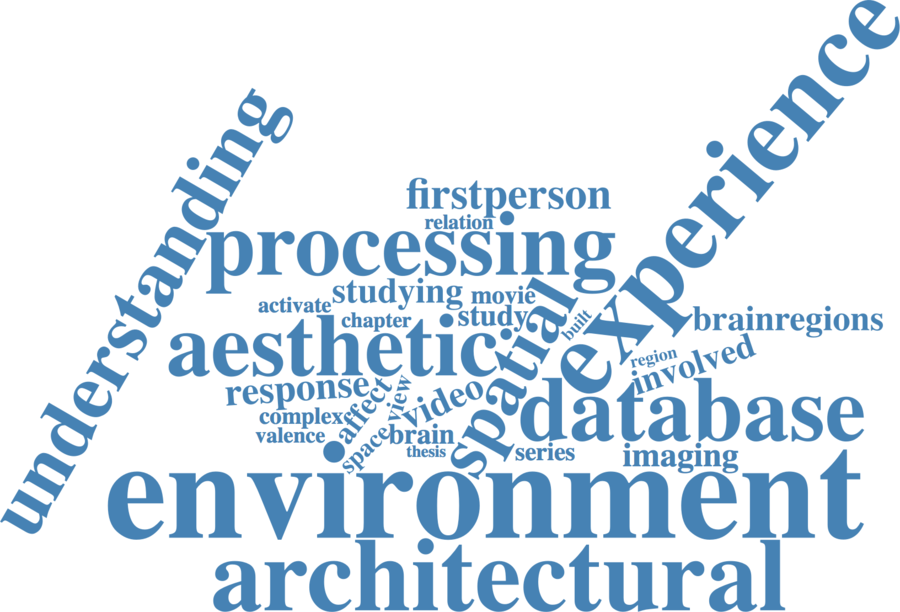 understanding
experience
firstperson
relation
processing
studying
movie
activate
chapter
study
built
brainregions
aesthetic
spatial
region
involved
response
affect
view
video
database
complex
valence
space
brain
thesis
series
imaging
environment
architectural